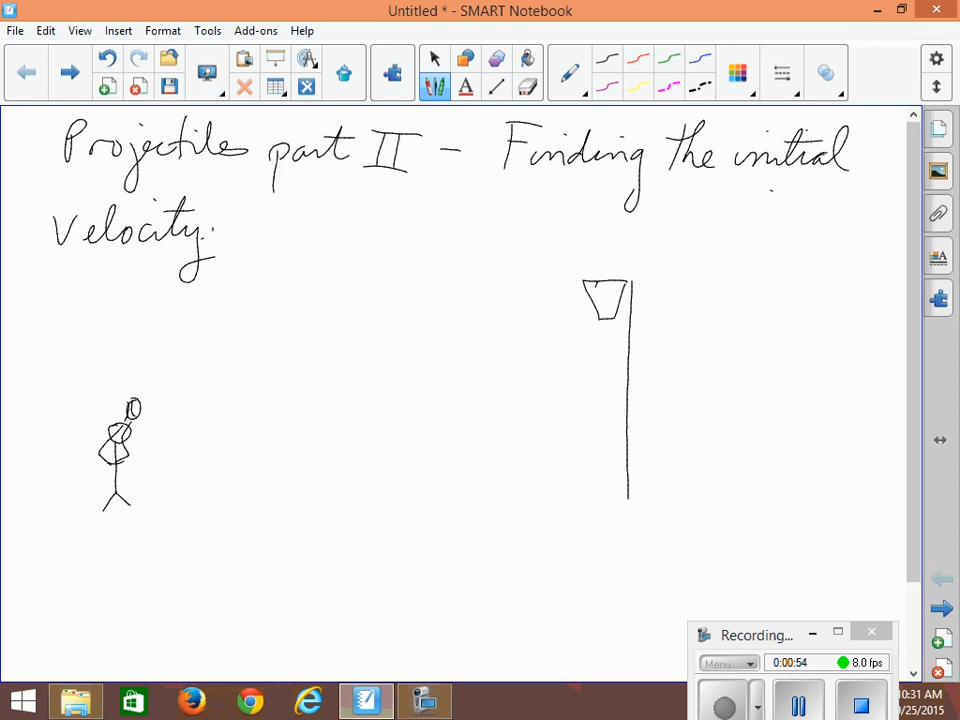 Untitled * - SMART Notebook
File Edit View Insert Format Tools Add-ons Help
Projectiles part II - Finding the initial
velocity.
Recording...
Menu 0:00:54 8.0 fps
10:31 AM
9/25/2015